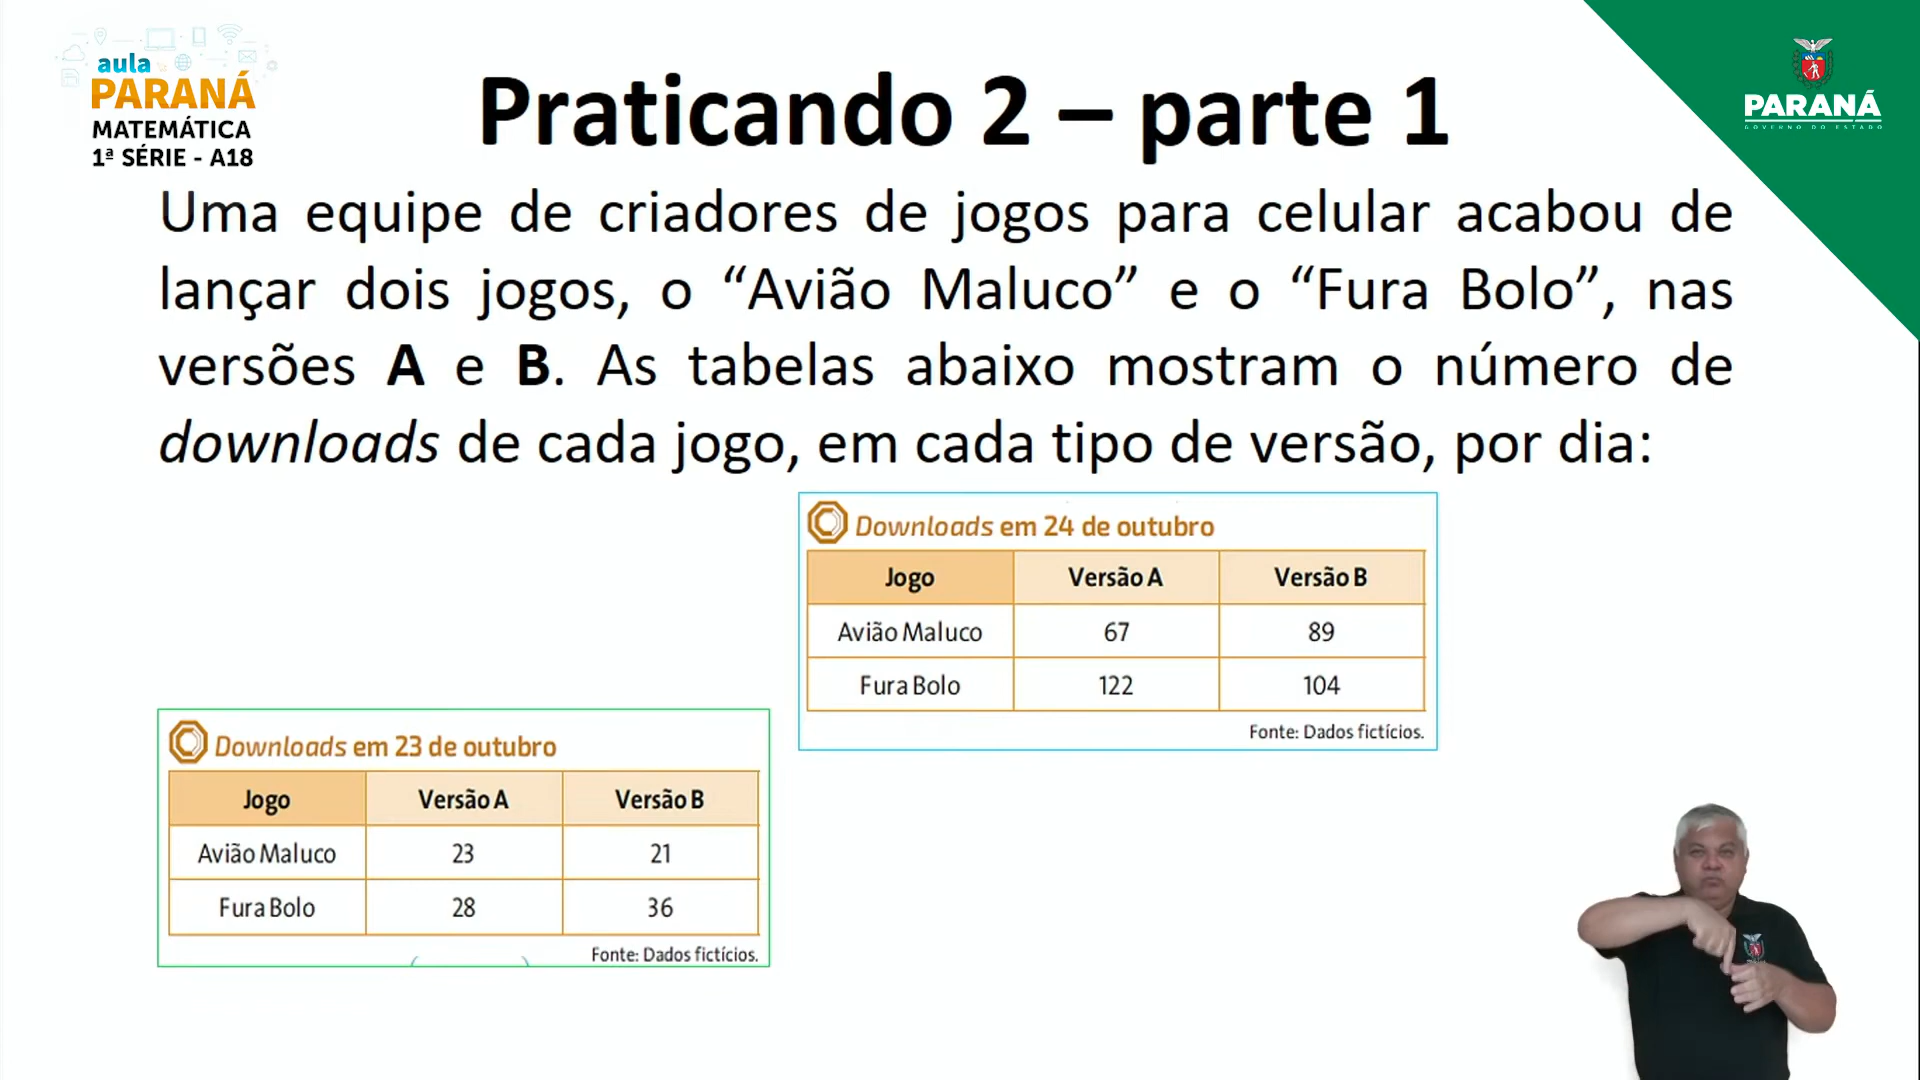 aula
PARANÁ
MATEMÁTICA
1ª SÉRIE - A18
PARANÁ
GOVERNO DO ESTADO
Praticando 2 – parte 1
Uma equipe de criadores de jogos para celular acabou de
lançar dois jogos, o “Avião Maluco” e o “Fura Bolo”, nas
versões A e B. As tabelas abaixo mostram o número de
downloads de cada jogo, em cada tipo de versão, por dia:
Downloads em 24 de outubro
Jogo Versão A Versão B
Avião Maluco 67 89
Fura Bolo 122 104
Fonte: Dados fictícios.
Downloads em 23 de outubro
Jogo Versão A Versão B
Avião Maluco 23 21
Fura Bolo 28 36
Fonte: Dados fictícios.